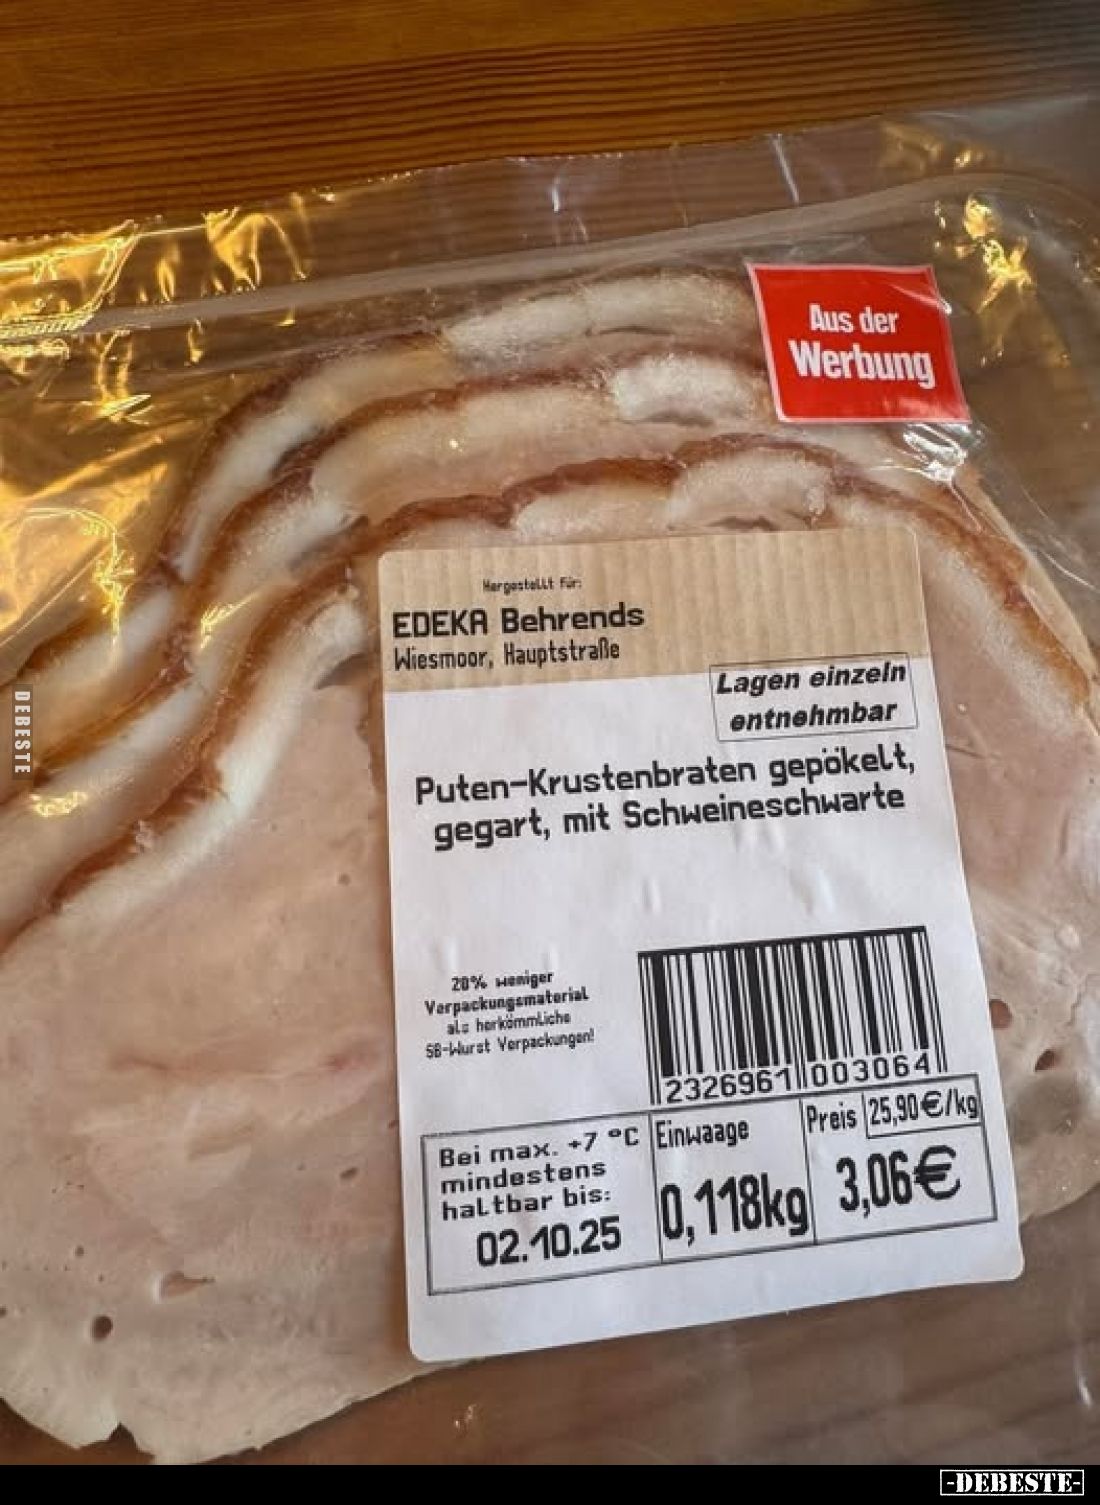 Aus der
Werbung
Hergestellt für:
EDEKA Behrends
Wiesmoor, Hauptstraße
Lagen einzeln
entnehmbar
Puten-Krustenbraten gepökelt,
gegart, mit Schweineschwarte
20% weniger
Verpackungsmaterial
als herkömmliche
SB-Wurst Verpackungen!
2326961003064
Bei max. +7 °C
mindestens
haltbar bis:
02.10.25
Einwaage
0,118kg
Preis 25,90€/kg
3,06€
DEBESTE
-DEBESTE-